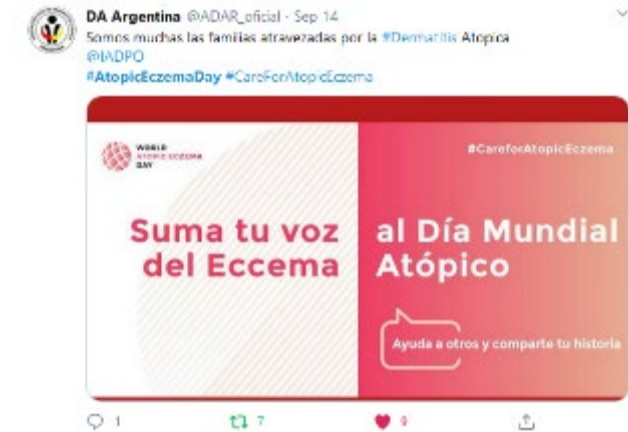 DA Argentina @ADAR_oficial · Sep 14
Somos muchas las familias atravezadas por la #Dermatitis Atopica
@IADPO
#AtopicEczemaDay #CareForAtopicEczema
WORLD
ATOPIC ECZEMA
DAY
#CareforAtopicEczema
Suma tu voz al Día Mundial
del Eccema Atópico
Ayuda a otros y comparte tu historia
1 7 9